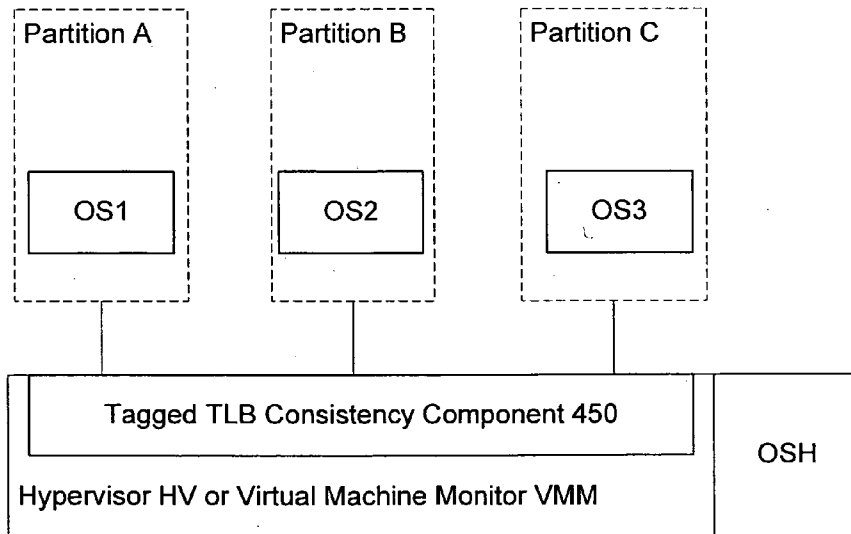 Partition A
Partition B
Partition C
OS1
OS2
OS3
Tagged TLB Consistency Component 450
OSH
Hypervisor HV or Virtual Machine Monitor VMM